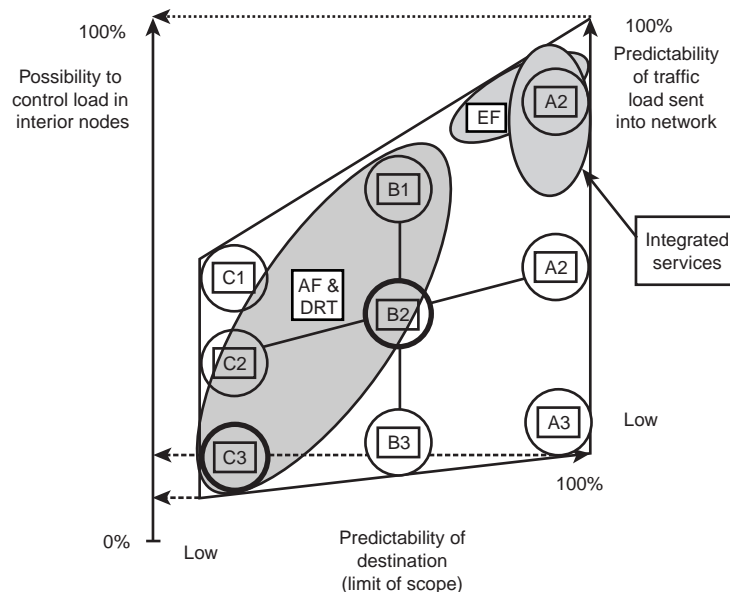 100%
100%
Possibility to
control load in
interior nodes
Predictability
of traffic
load sent
into network
A2
EF
B1
Integrated
services
C1
A2
AF &
DRT
B2
C2
A3
Low
B3
C3
100%
0%
Low
Predictability of
destination
(limit of scope)